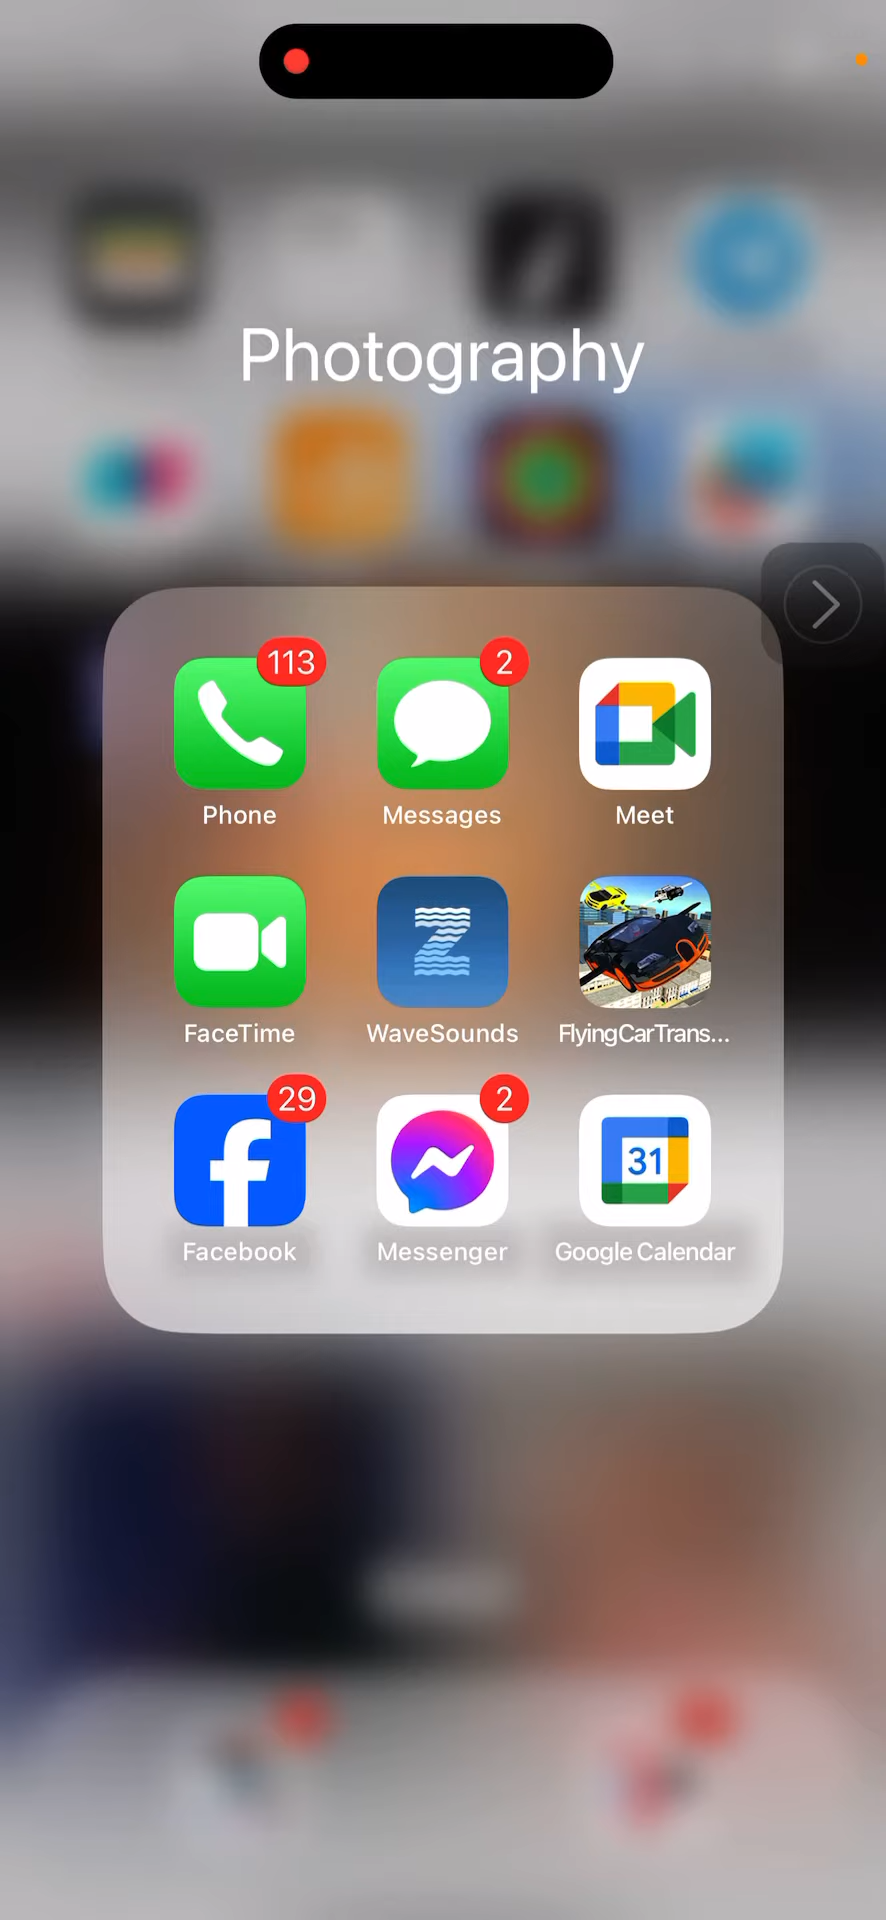 Photography
113
2
Phone
Messages
Meet
Z
FaceTime
WaveSounds
FlyingCarTrans...
29
2
f
31
Facebook
Messenger
Google Calendar